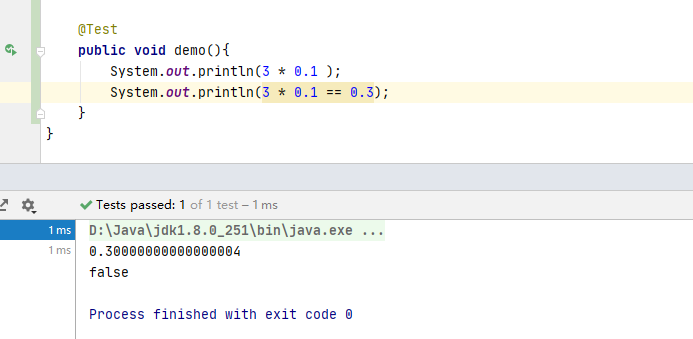 @Test
public void demo(){
System.out.println(3 * 0.1 );
System.out.println(3 * 0.1 == 0.3);
}
}
Tests passed: 1 of 1 test – 1 ms
1 ms
D:\Java\jdk1.8.0_251\bin\java.exe ...
1 ms
0.30000000000000004
false
Process finished with exit code 0